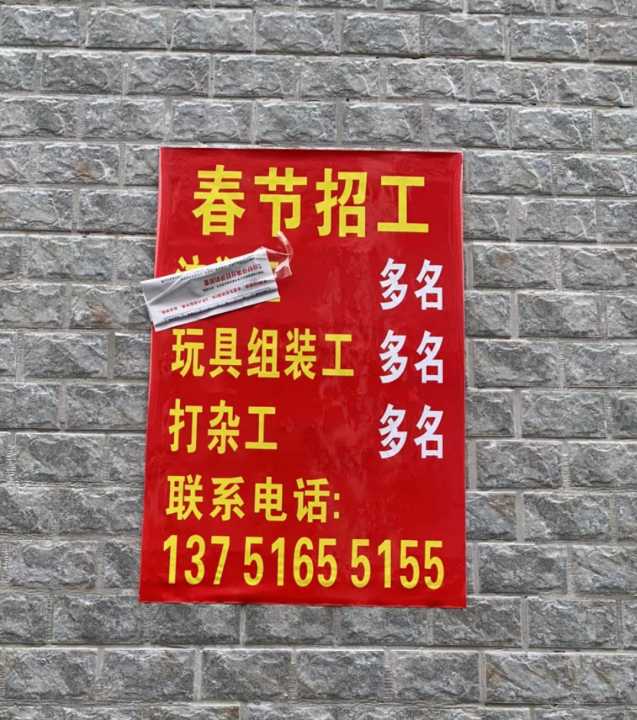 春节招工
多名
玩具组装工 多名
打杂工 多名
联系电话:
137 5165 5155